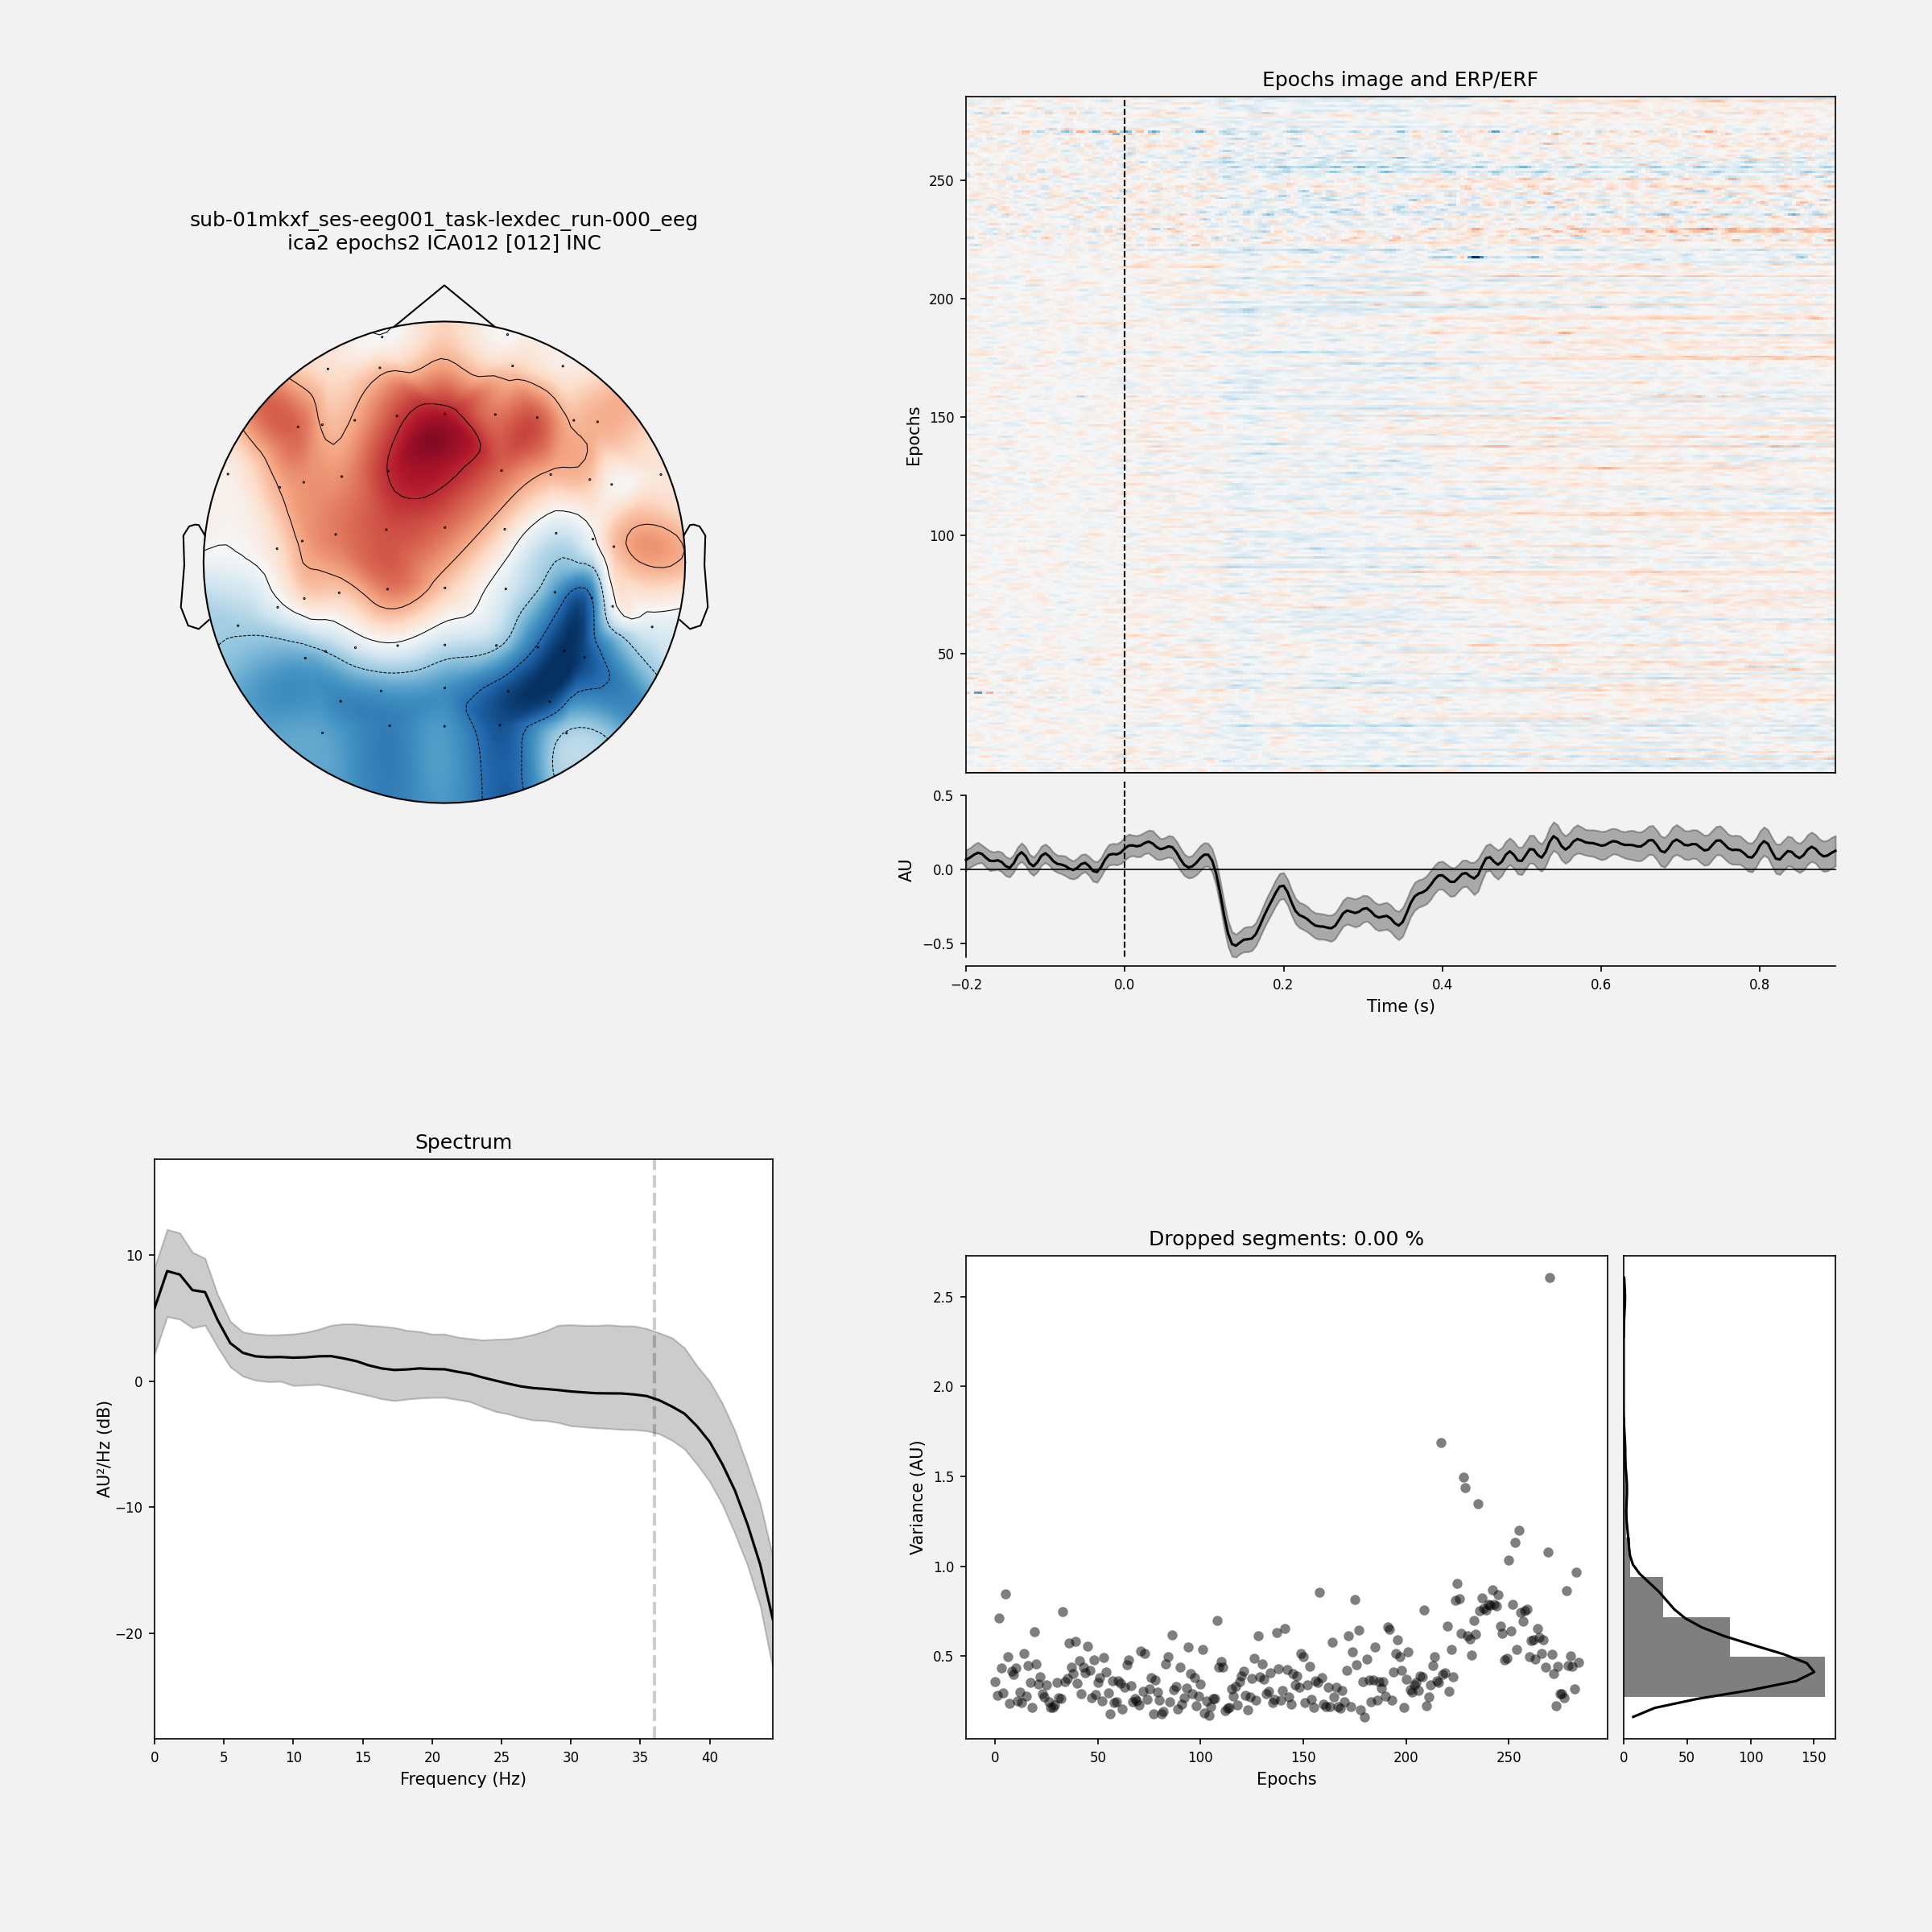 sub-01mkxf_ses-eeg001_task-lexdec_run-000_eeg
ica2 epochs2 ICA012 [012] INC
Epochs image and ERP/ERF
Epochs
250
200
150
100
50
AU
0.5
0.0
−0.5
−0.2 0.0 0.2 0.4 0.6 0.8
Time (s)
Spectrum
AU²/Hz (dB)
10
0
−10
−20
0 5 10 15 20 25 30 35 40
Frequency (Hz)
Dropped segments: 0.00 %
Variance (AU)
2.5
2.0
1.5
1.0
0.5
0 50 100 150 200 250
Epochs
0 50 100 150